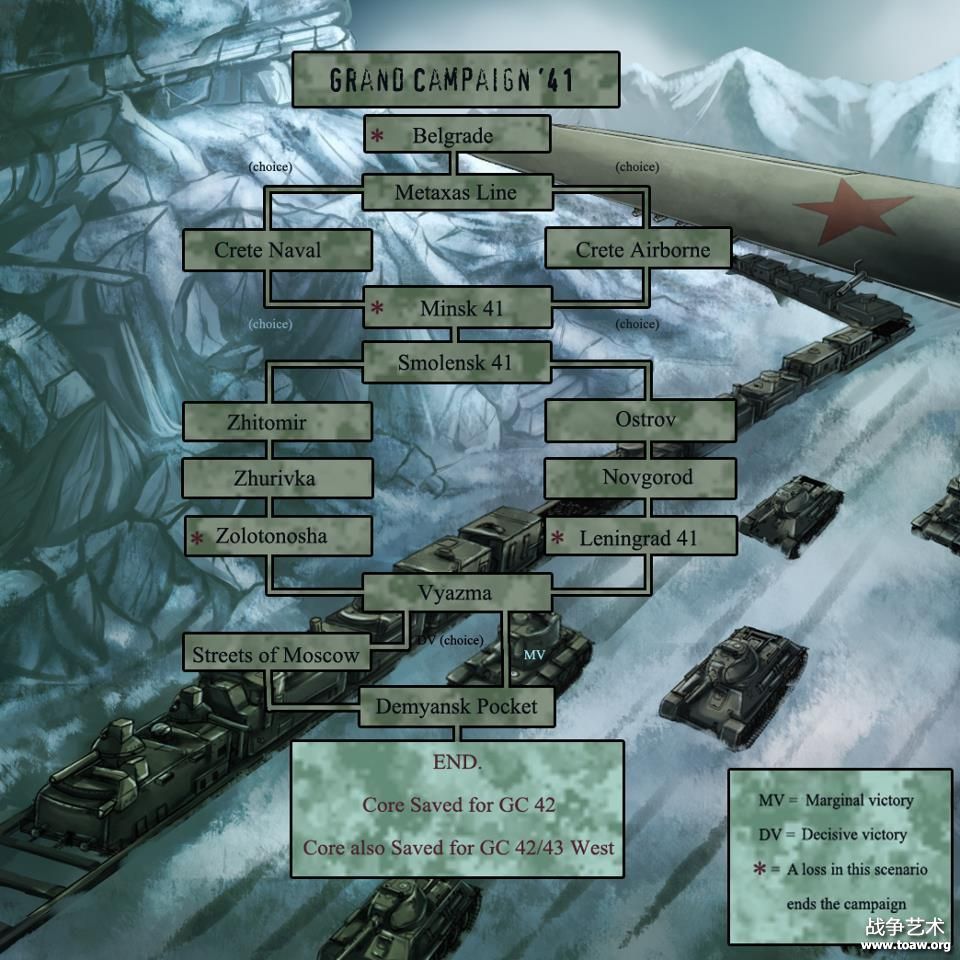 GRAND CAMPAIGN '41
* Belgrade
(choice)
(choice)
Metaxas Line
Crete Naval
Crete Airborne
* Minsk 41
(choice)
(choice)
Smolensk 41
Zhitomir
Ostrov
Zhurivka
Novgorod
* Zolotonosha
* Leningrad 41
Vyazma
DV (choice)
Streets of Moscow
MV
Demyansk Pocket
END.
Core Saved for GC 42
Core also Saved for GC 42/43 West
MV = Marginal victory
DV = Decisive victory
* = A loss in this scenario
ends the campaign
战争艺术
www.toaw.org